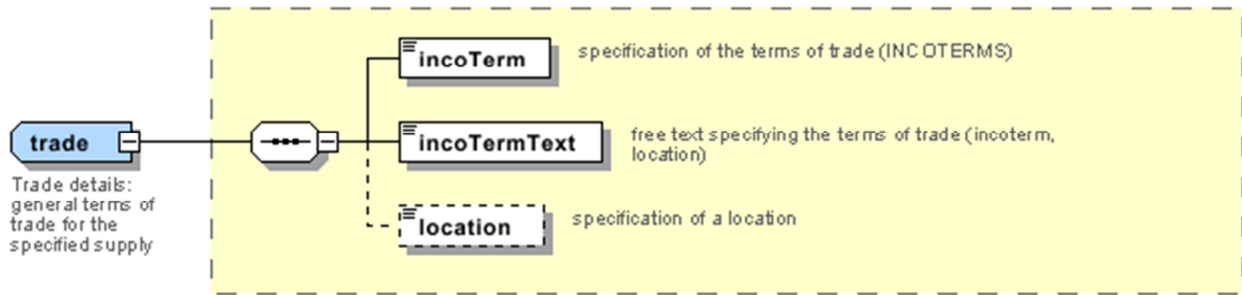 incoTerm
specification of the terms of trade (INCOTERMS)
trade
incoTermText
free text specifying the terms of trade (incoterm,
location)
Trade details:
general terms of
trade for the
specified supply
location
specification of a location